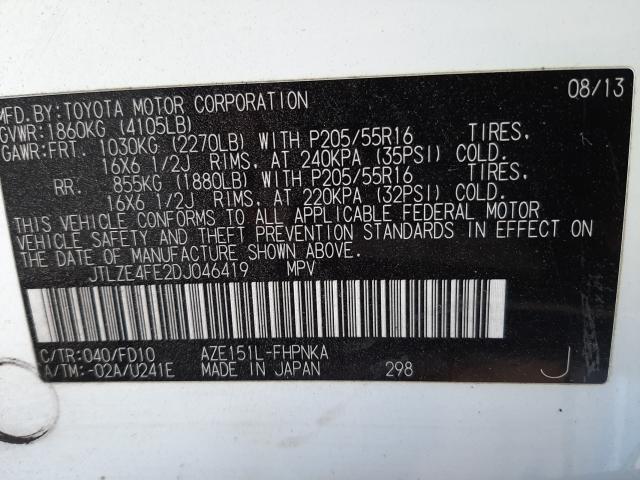 08/13
MFD. BY: TOYOTA MOTOR CORPORATION
GVWR: 1860KG (4105LB)
GAWR: FRT. 1030KG (2270LB) WITH P205/55R16 TIRES,
16X6 1/2J RIMS, AT 240KPA (35PSI) COLD.
RR. 855KG (1880LB) WITH P205/55R16 TIRES,
16X6 1/2J RIMS, AT 220KPA (32PSI) COLD.
THIS VEHICLE CONFORMS TO ALL APPLICABLE FEDERAL MOTOR
VEHICLE SAFETY AND THEFT PREVENTION STANDARDS IN EFFECT ON
THE DATE OF MANUFACTURE SHOWN ABOVE.
JTLZE4FE2DJ046419 MPV
C/TR: 040/FD10 AZE151L-FHPNKA
A/TM: -02A/U241E MADE IN JAPAN 298 J